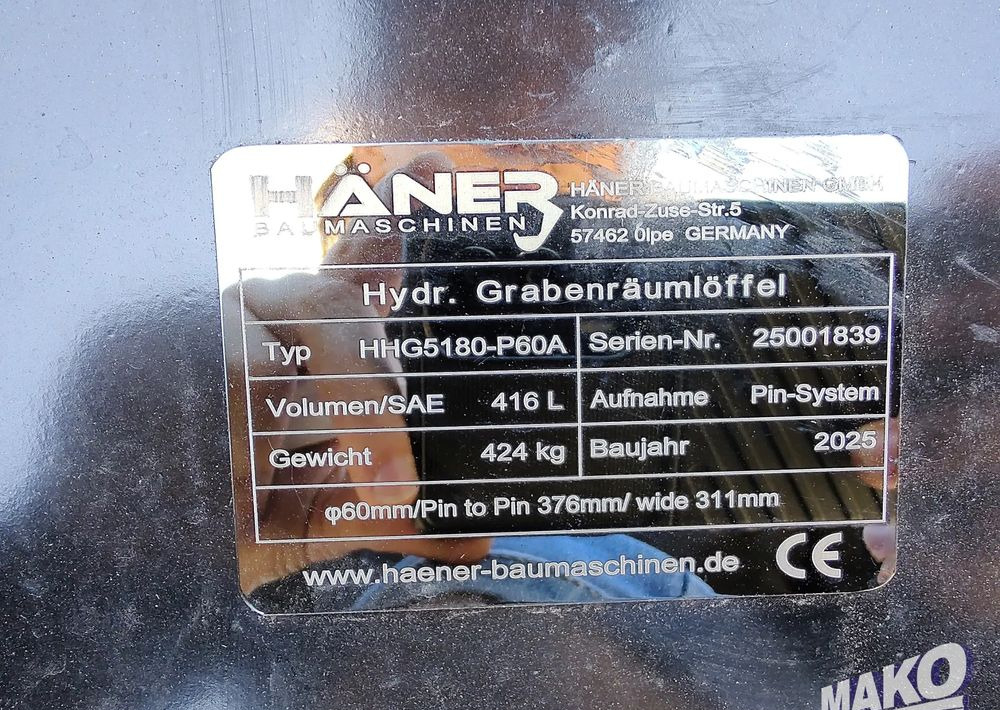 HÄNER
BAUMASCHINEN
HÄNER BAUMASCHINEN GMBH
Konrad-Zuse-Str.5
57462 Olpe GERMANY
Hydr. Grabenräumlöffel
Typ HHG5180-P60A Serien-Nr. 25001839
Volumen/SAE 416 L Aufnahme Pin-System
Gewicht 424 kg Baujahr 2025
φ60mm/Pin to Pin 376mm/ wide 311mm
www.haener-baumaschinen.de CE
MAKO